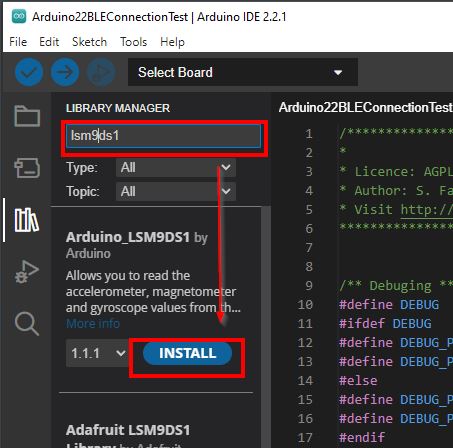 Arduino22BLEConnectionTest | Arduino IDE 2.2.1
File Edit Sketch Tools Help
Select Board
LIBRARY MANAGER
lsm9ds1
Type: All
Topic: All
Arduino_LSM9DS1 by
Arduino
Allows you to read the
accelerometer, magnetometer
and gyroscope values from th...
More info
1.1.1 INSTALL
Adafruit LSM9DS1
Library by Adafruit
Arduino22BLEConnectionTest
1 /***************************
2 *
3 * Licence: AGPL
4 * Author: S. Fa
5 * Visit http://
6 ****************************
7
8
9 /** Debuging **
10 #define DEBUG
11 #ifdef DEBUG
12 #define DEBUG_P
13 #define DEBUG_P
14 #else
15 #define DEBUG_P
16 #define DEBUG_P
17 #endif